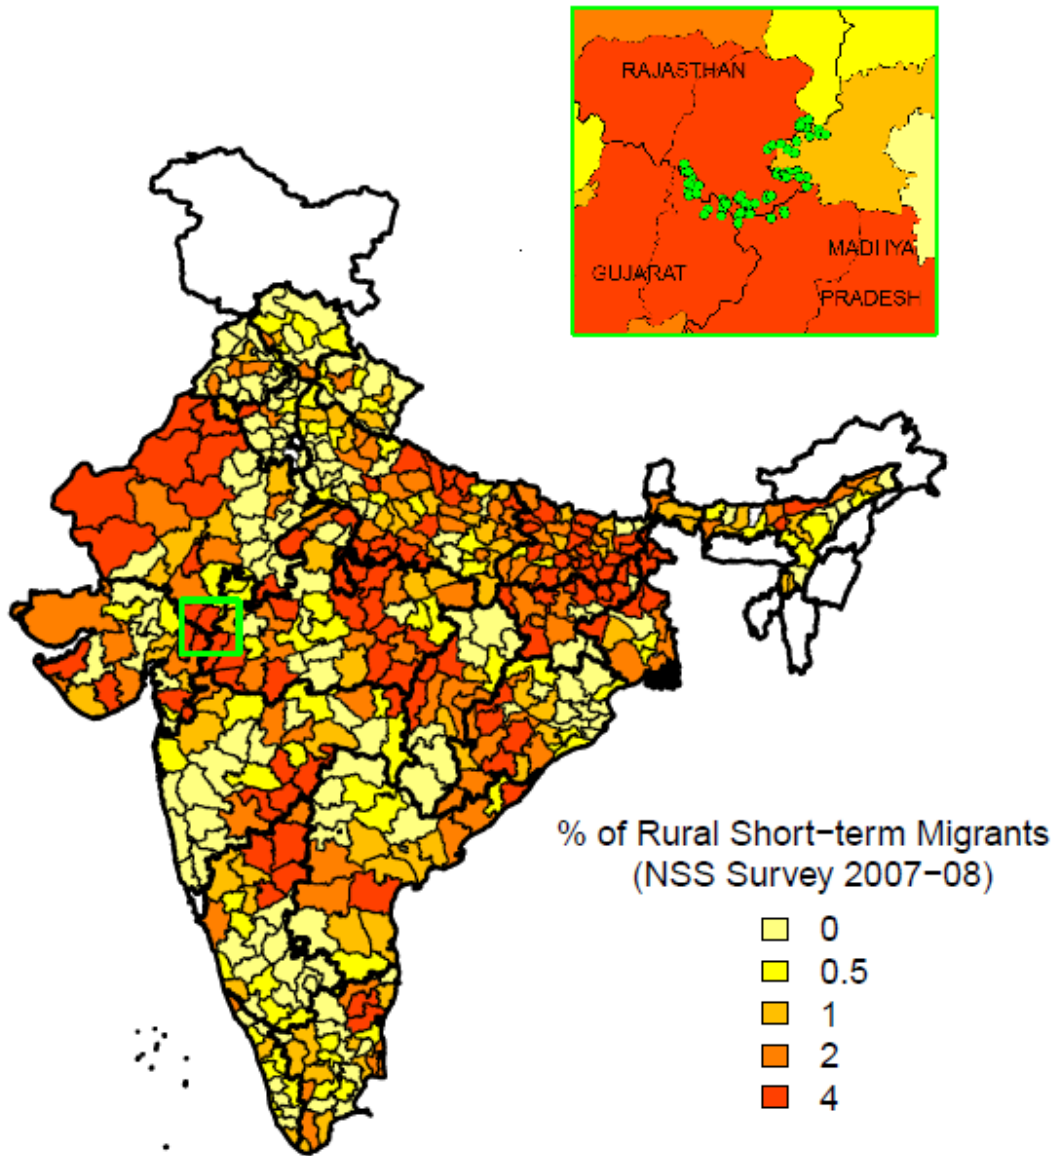 RAJASTHAN
GUJARAT
MADHYA
PRADESH
% of Rural Short−term Migrants
(NSS Survey 2007−08)
0
0.5
1
2
4